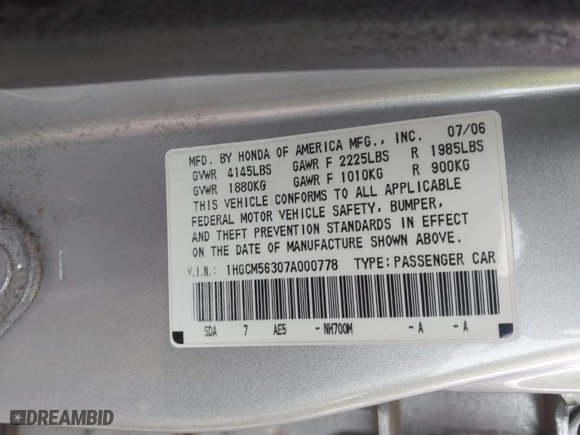 MFD. BY HONDA OF AMERICA MFG., INC. 07/06
GVWR 4145LBS GAWR F 2225LBS R 1985LBS
GVWR 1880KG GAWR F 1010KG R 900KG
THIS VEHICLE CONFORMS TO ALL APPLICABLE
FEDERAL MOTOR VEHICLE SAFETY, BUMPER,
AND THEFT PREVENTION STANDARDS IN EFFECT
ON THE DATE OF MANUFACTURE SHOWN ABOVE.
V.I.N.: 1HGCM56307A000778 TYPE: PASSENGER CAR
SDA 7 AE5 -NH700M -A -A
DREAMBID